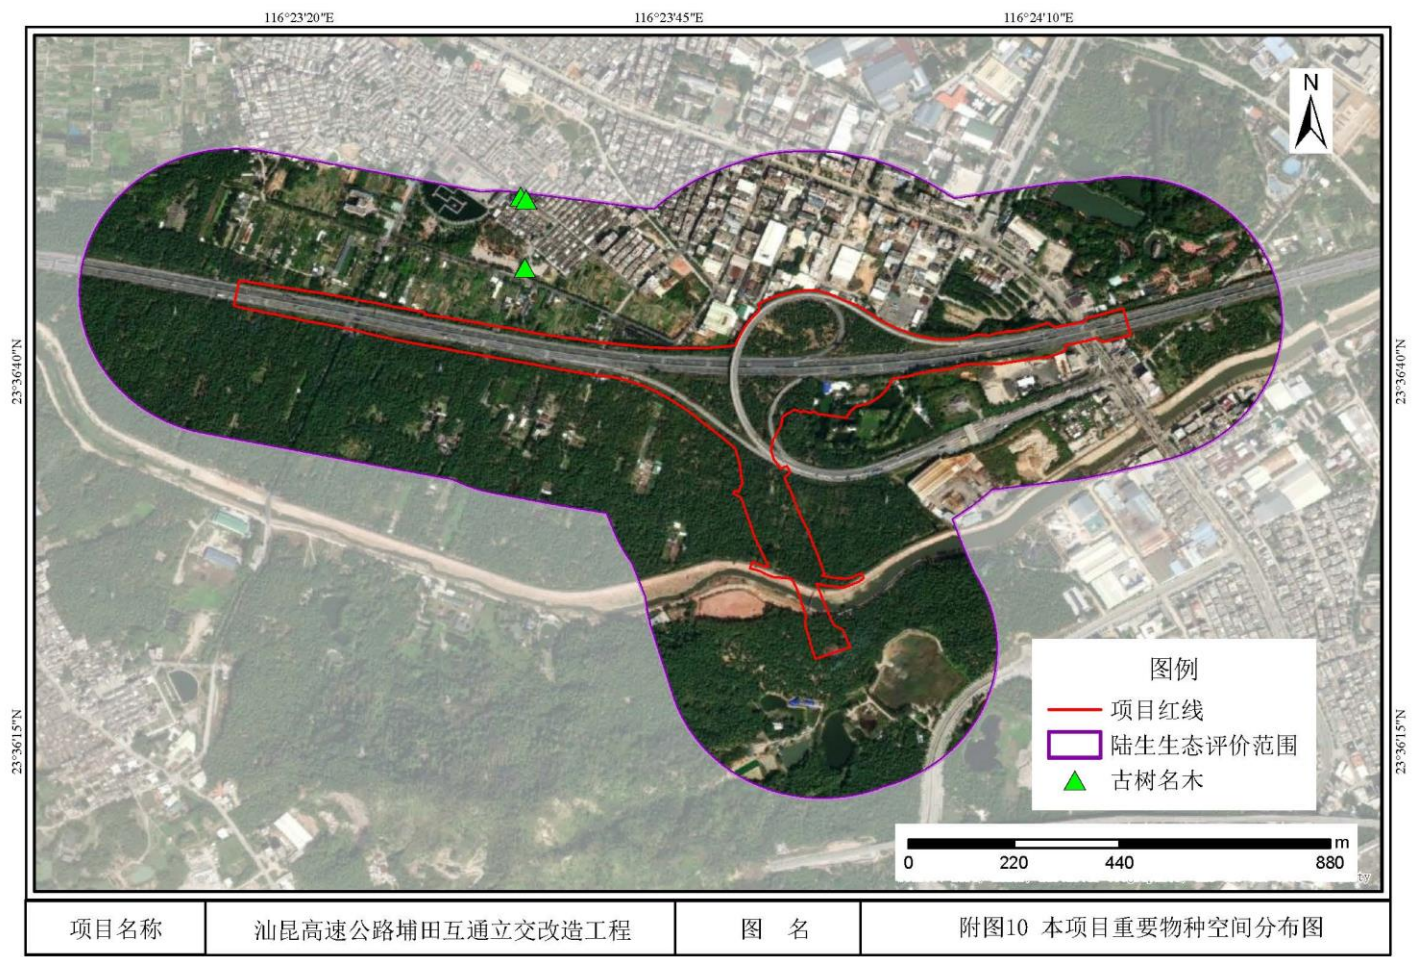 116°23'20"E
116°23'45"E
116°24'10"E
N
23°36'40"N
23°36'40"N
23°36'15"N
23°36'15"N
图例
项目红线
陆生生态评价范围
古树名木
m
0 220 440 880
项目名称
汕昆高速公路埔田互通立交改造工程
图 名
附图10 本项目重要物种空间分布图